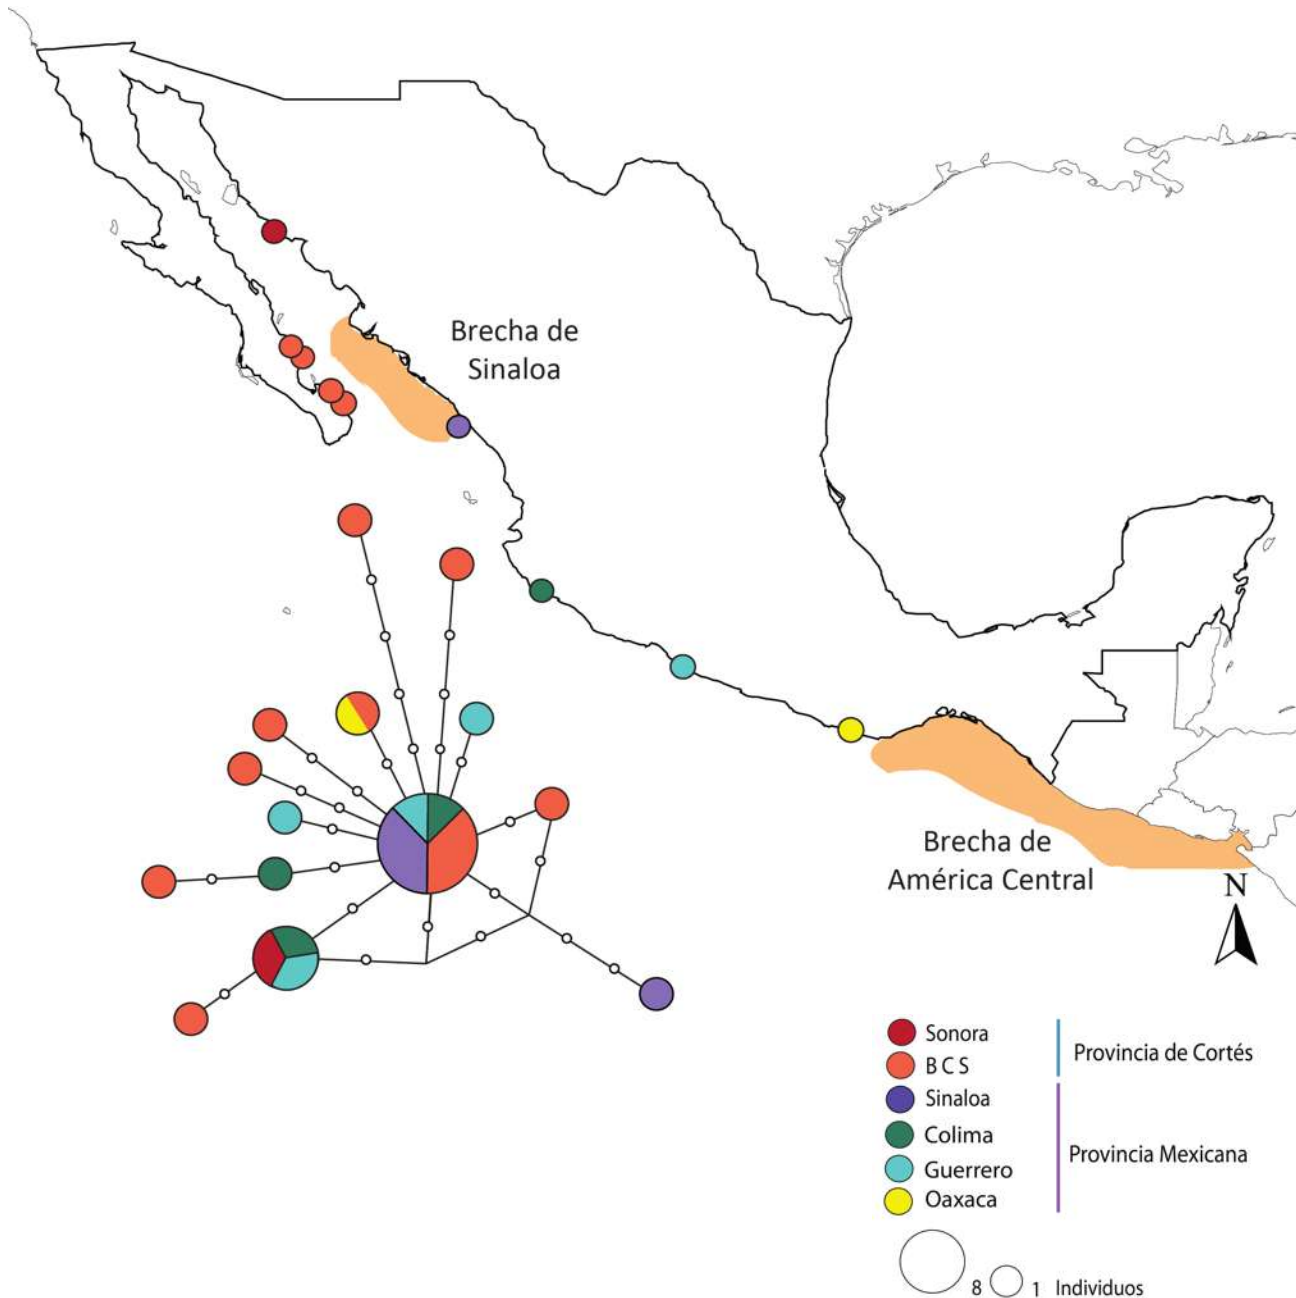 Brecha de
Sinaloa
Brecha de
América Central
N
Sonora
B C S
Sinaloa
Colima
Guerrero
Oaxaca
Provincia de Cortés
Provincia Mexicana
8 1 Individuos